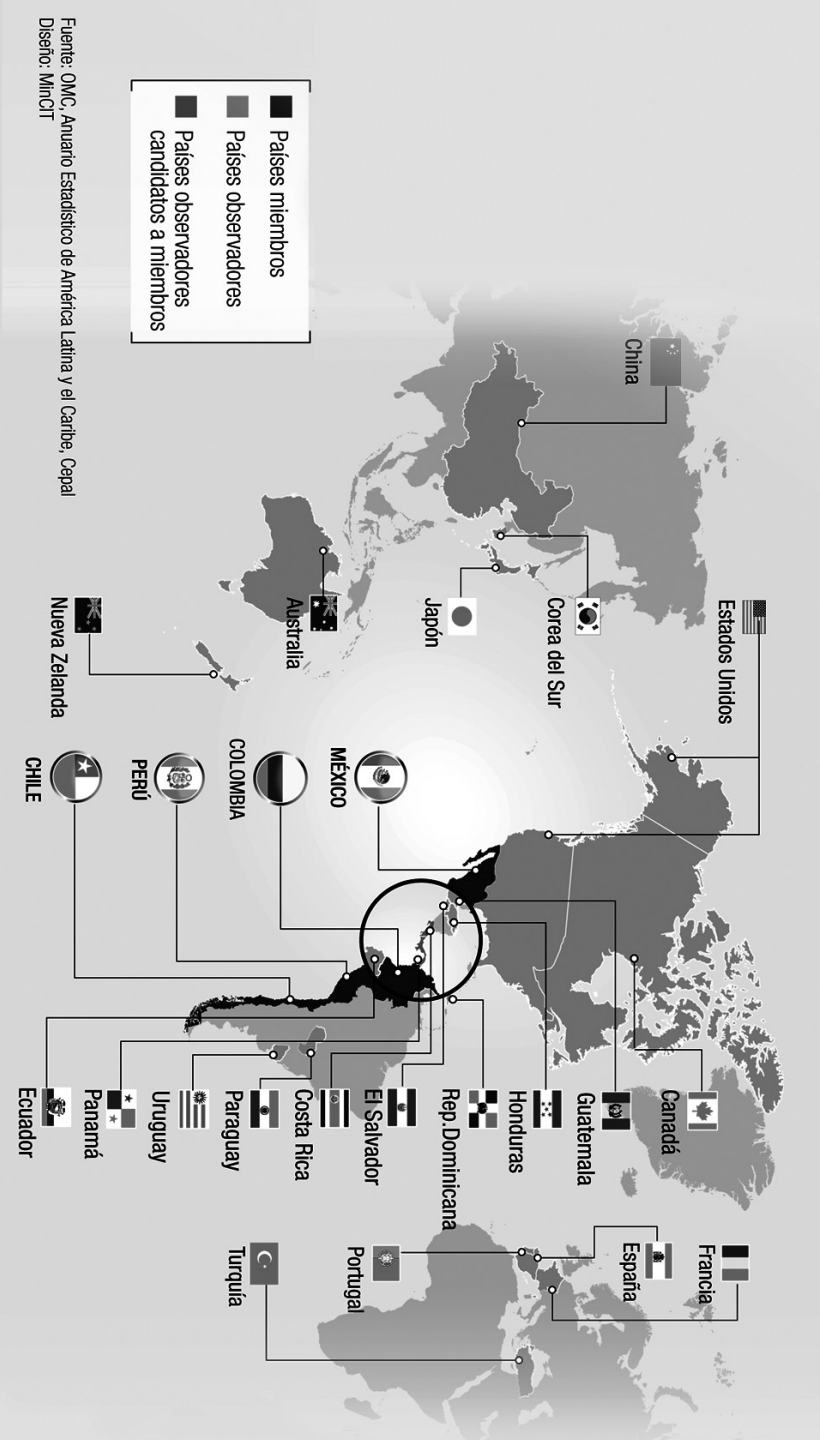 China
Estados Unidos
Corea del Sur
Japón
Australia
Nueva Zelanda
MÉXICO
COLOMBIA
PERÚ
CHILE
Canadá
Guatemala
Honduras
Rep.Dominicana
El Salvador
Costa Rica
Paraguay
Uruguay
Panamá
Ecuador
Francia
España
Portugal
Turquía
Países miembros
Países observadores
Países observadores
candidatos a miembros
Fuente: OMC, Anuario Estadístico de América Latina y el Caribe, Cepal
Diseño: MinCIT